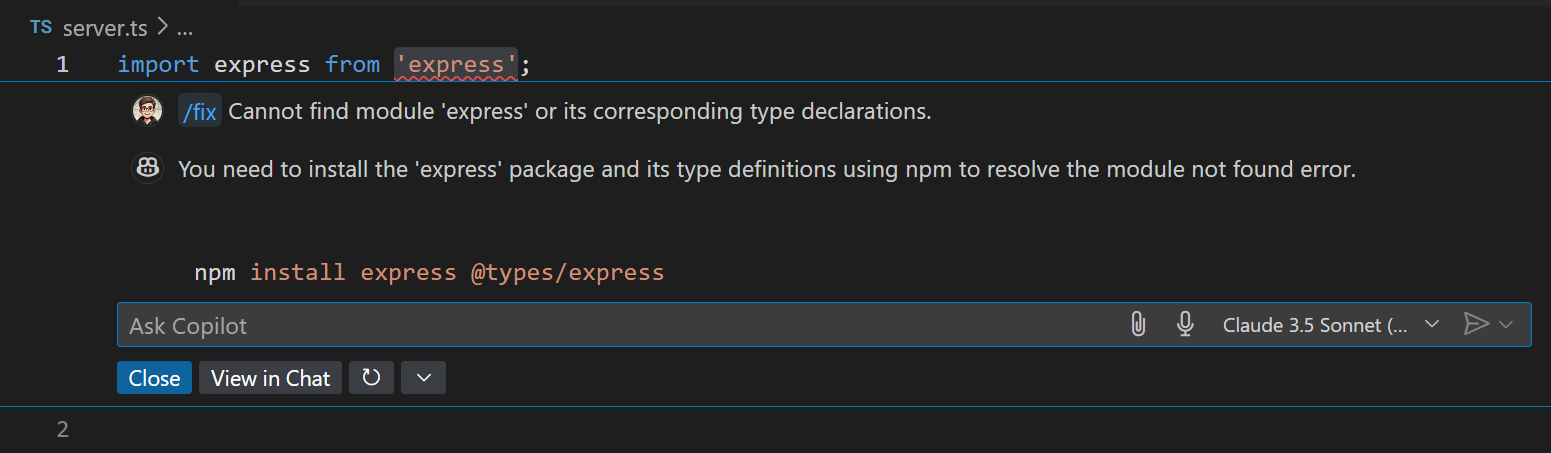 TS server.ts > ...
1 import express from 'express';
/fix Cannot find module 'express' or its corresponding type declarations.
You need to install the 'express' package and its type definitions using npm to resolve the module not found error.
npm install express @types/express
Ask Copilot Claude 3.5 Sonnet (...
Close View in Chat
2